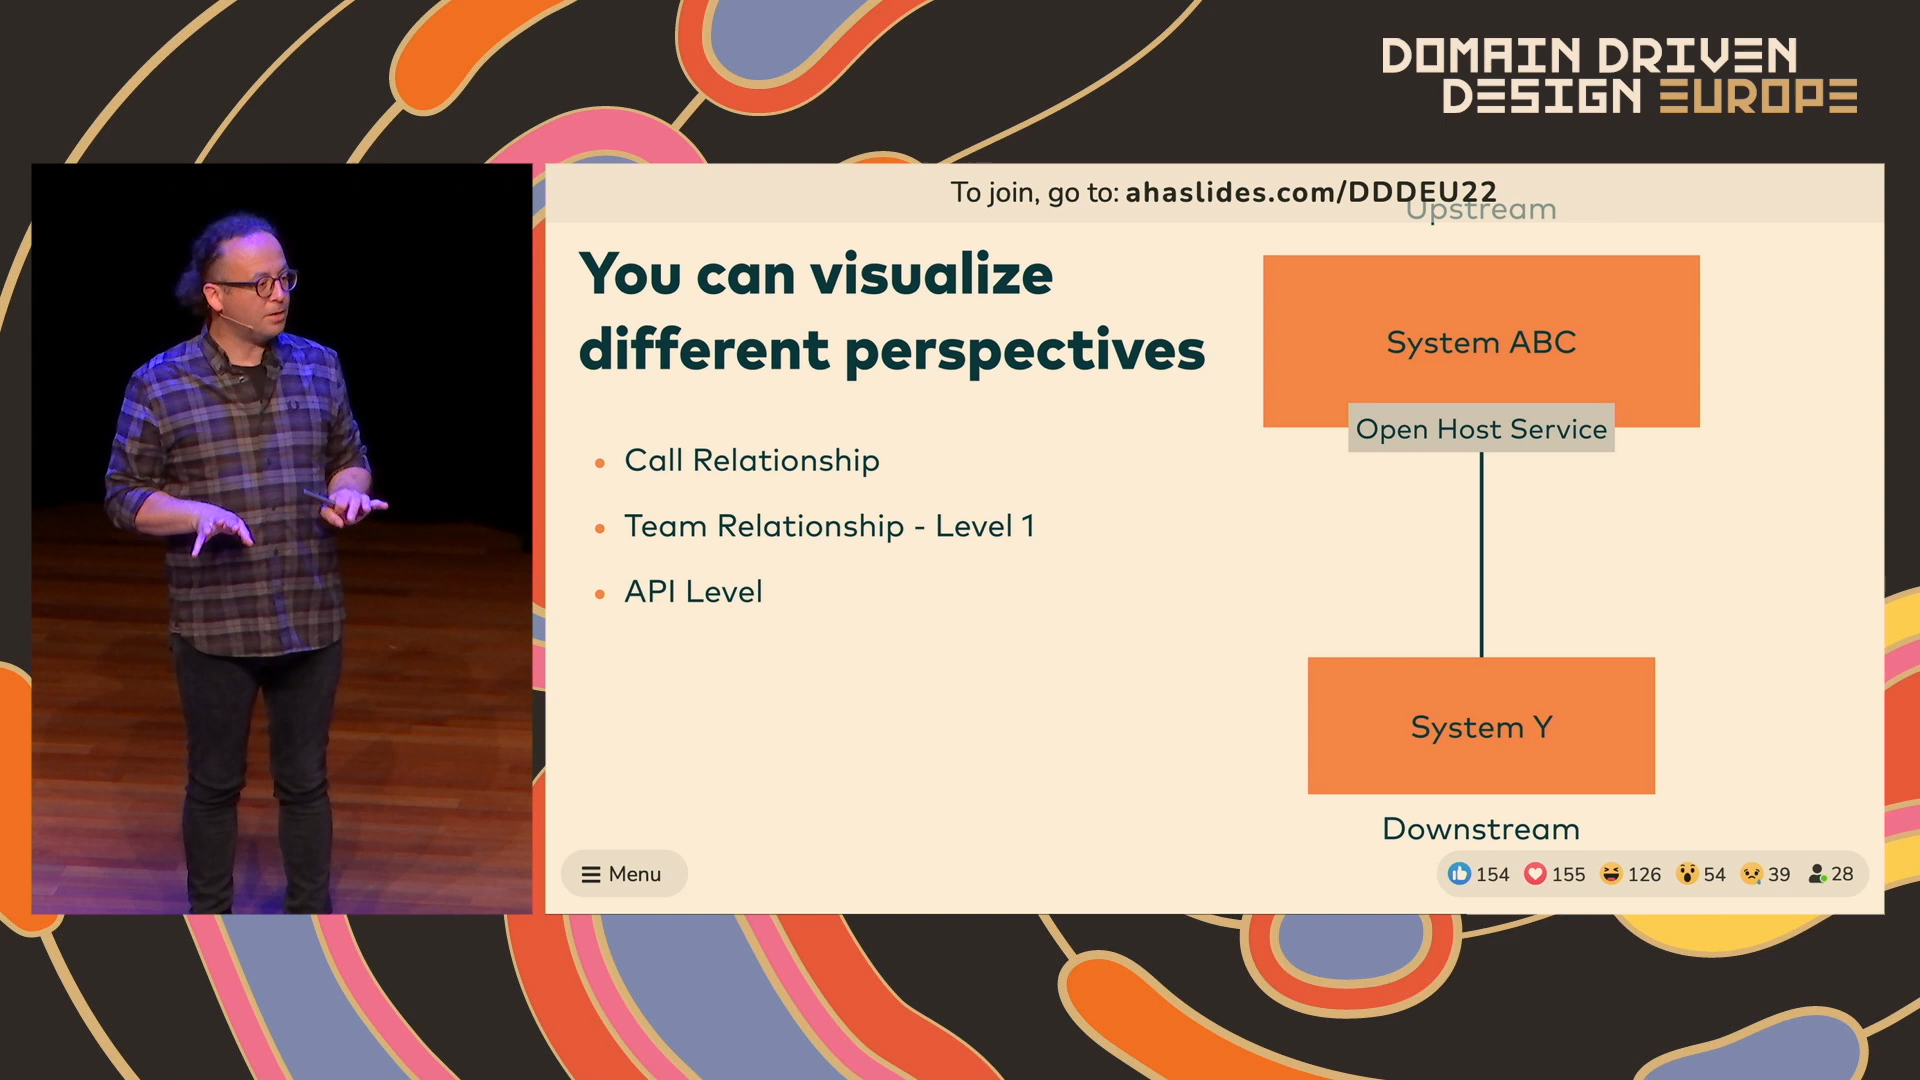 DOMAIN DRIVEN
DESIGN EUROPE
To join, go to: ahaslides.com/DDDEU22
Upstream
You can visualize
different perspectives
System ABC
Open Host Service
Call Relationship
Team Relationship - Level 1
API Level
System Y
Downstream
Menu
154 155 126 54 39 28